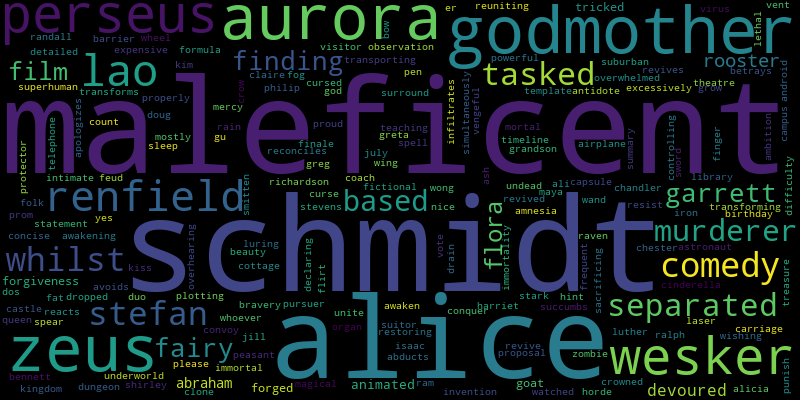 perseus
aurora
er
reuniting
tricked
virus
vent
godmother
lethal
bow
randall
barrier
wheel
visitor
observation
detailed
expensive
formula
film
lao
finding
kim
transporting
powerful
suburban
rooster
superhuman
transforms
cursed
claire
fog
pen
tasked
revives
overwhelmed
betrays
theatre
god
philip
surround
template
antidote
excessively
grow
maleficent
properly
crow
mercy
infiltrates
simultaneously
vengeful
campus
android
count
doug
rain
proud
greta
mortal
finger
ambition
protector
telephone
apologizes
mostly
gu
teaching
timeline
summary
controlling
sword
sleep
finale
spell
grandson
airplane
library
feud
reconciles
july
wing
ash
intimate
greg
coach
richardson
fictional
wong
undead
ali
capsule
chandler
transforming
difficulty
renfield
smitten
curse
based
revived
maya
wand
resist
garrett
folk
prom
yes
stevens
nice
amnesia
iron
birthday
statement
flora
raven
murderer
concise
awakening
schmidt
overhearing
luring
declaring
vote
drain
immortality
frequent
sacrificing
chester
astronaut
whilst
kiss
beauty
flirt
comedy
forgiveness
avoids
cottage
cinderella
treasure
dos
fat
dropped
duo
plotting
bravery
pursuer
awaken
conquer
stark
hint
separated
laser
castle
reacts
stefan
whoever
unite
harriet
succumbs
queen
spear
convoy
organ
suitor
restoring
luther
ralph
wishing
carriage
zeus
fairy
jill
alice
isaac
revive
wesker
peasant
abducts
proposal
zombie
please
immortal
bennett
underworld
abraham
magical
animated
ram
goat
crowned
devoured
alicia
punish
kingdom
dungeon
shirley
clone
forged
invention
watched
horde